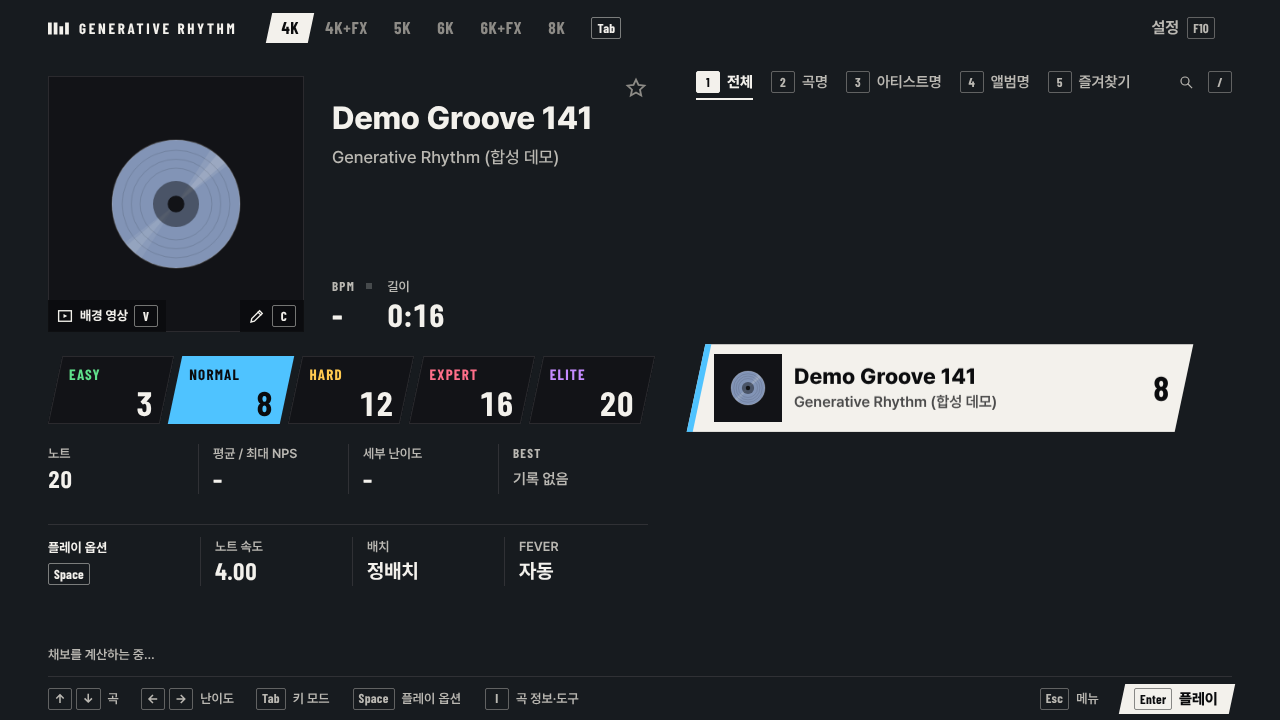 GENERATIVE RHYTHM 4K 4K+FX 5K 6K 6K+FX 8K Tab 설정 F10
1 전체 2 곡명 3 아티스트명 4 앨범명 5 즐겨찾기 /
Demo Groove 141
Generative Rhythm (합성 데모)
BPM 길이
- 0:16
배경 영상 V C
EASY 3 NORMAL 8 HARD 12 EXPERT 16 ELITE 20
Demo Groove 141
Generative Rhythm (합성 데모)
8
노트 평균 / 최대 NPS 세부 난이도 BEST
20 - - 기록 없음
플레이 옵션 노트 속도 배치 FEVER
Space 4.00 정배치 자동
채보를 계산하는 중...
↑ ↓ 곡 ← → 난이도 Tab 키 모드 Space 플레이 옵션 I 곡 정보·도구 Esc 메뉴 Enter 플레이